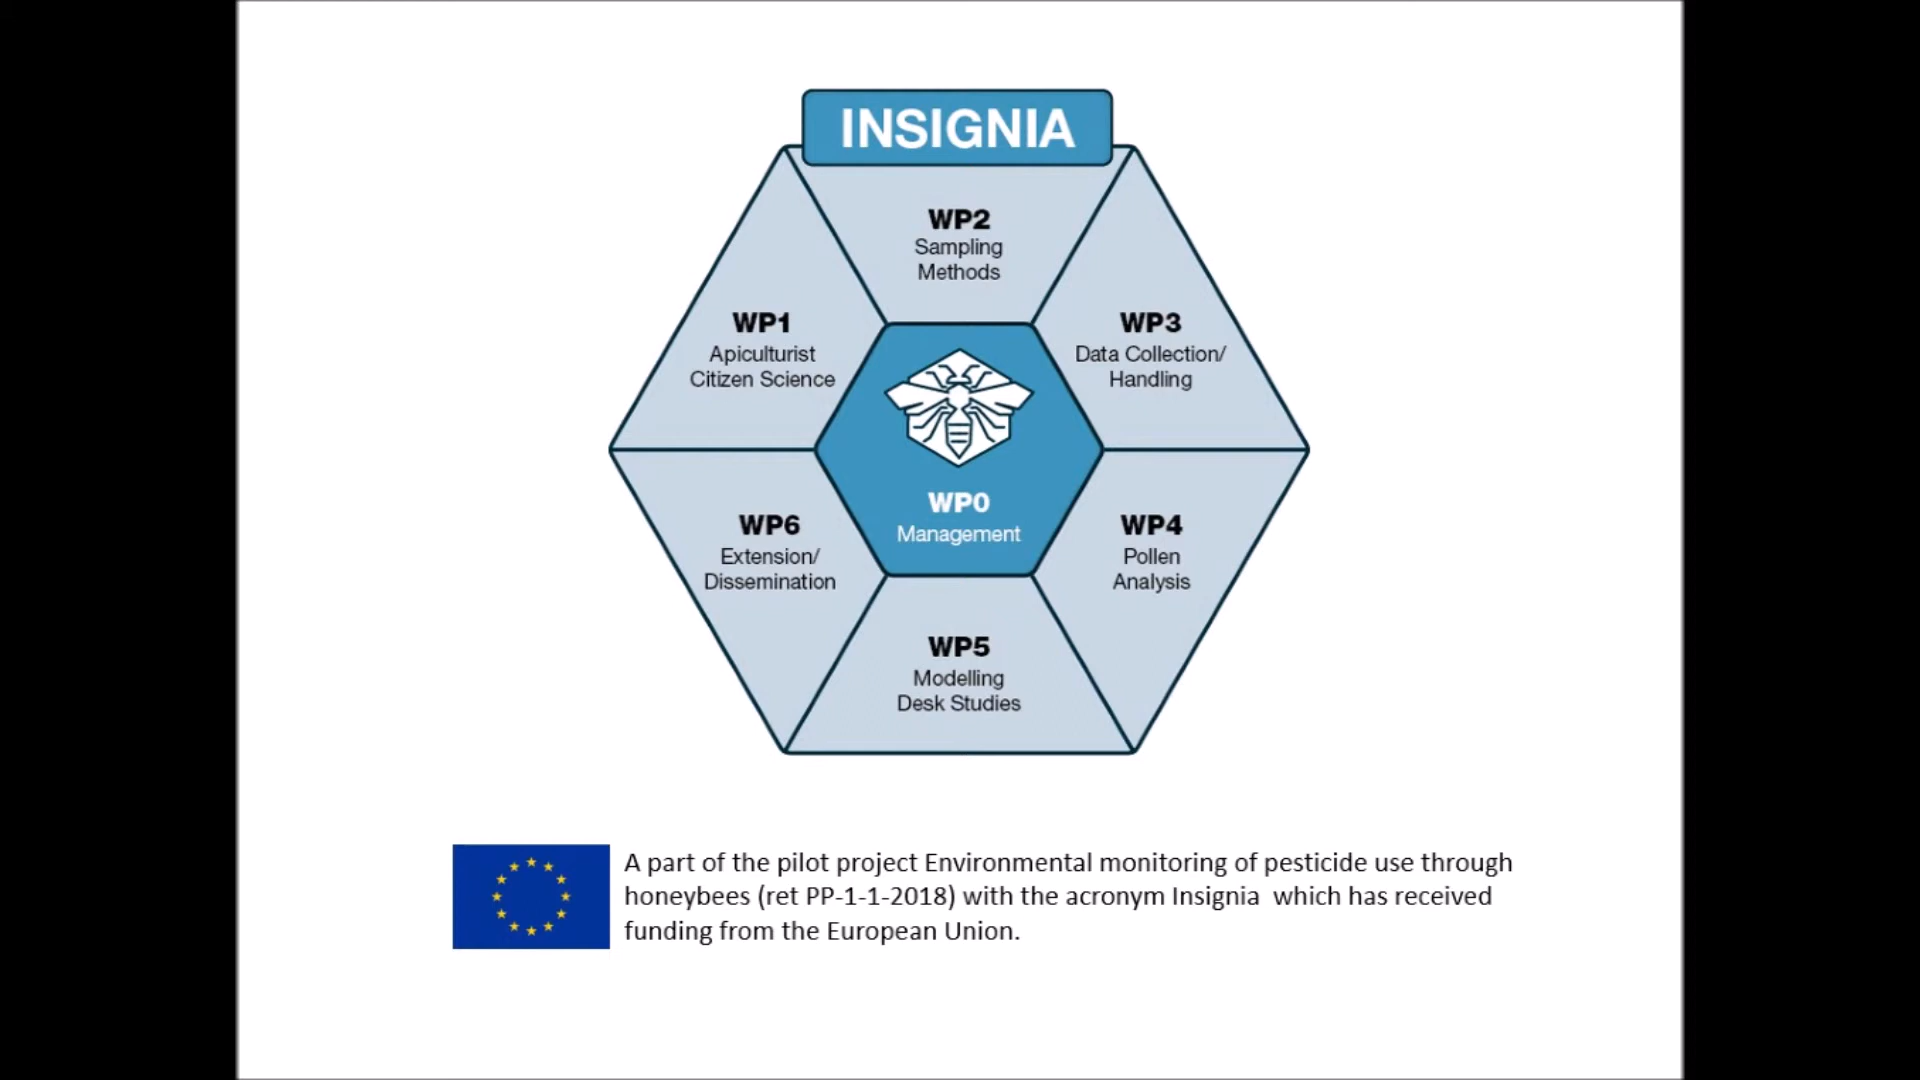 INSIGNIA
WP2
Sampling
Methods
WP1
Apiculturist
Citizen Science
WP3
Data Collection/
Handling
WP0
Management
WP6
Extension/
Dissemination
WP4
Pollen
Analysis
WP5
Modelling
Desk Studies
A part of the pilot project Environmental monitoring of pesticide use through
honeybees (ret PP-1-1-2018) with the acronym Insignia which has received
funding from the European Union.